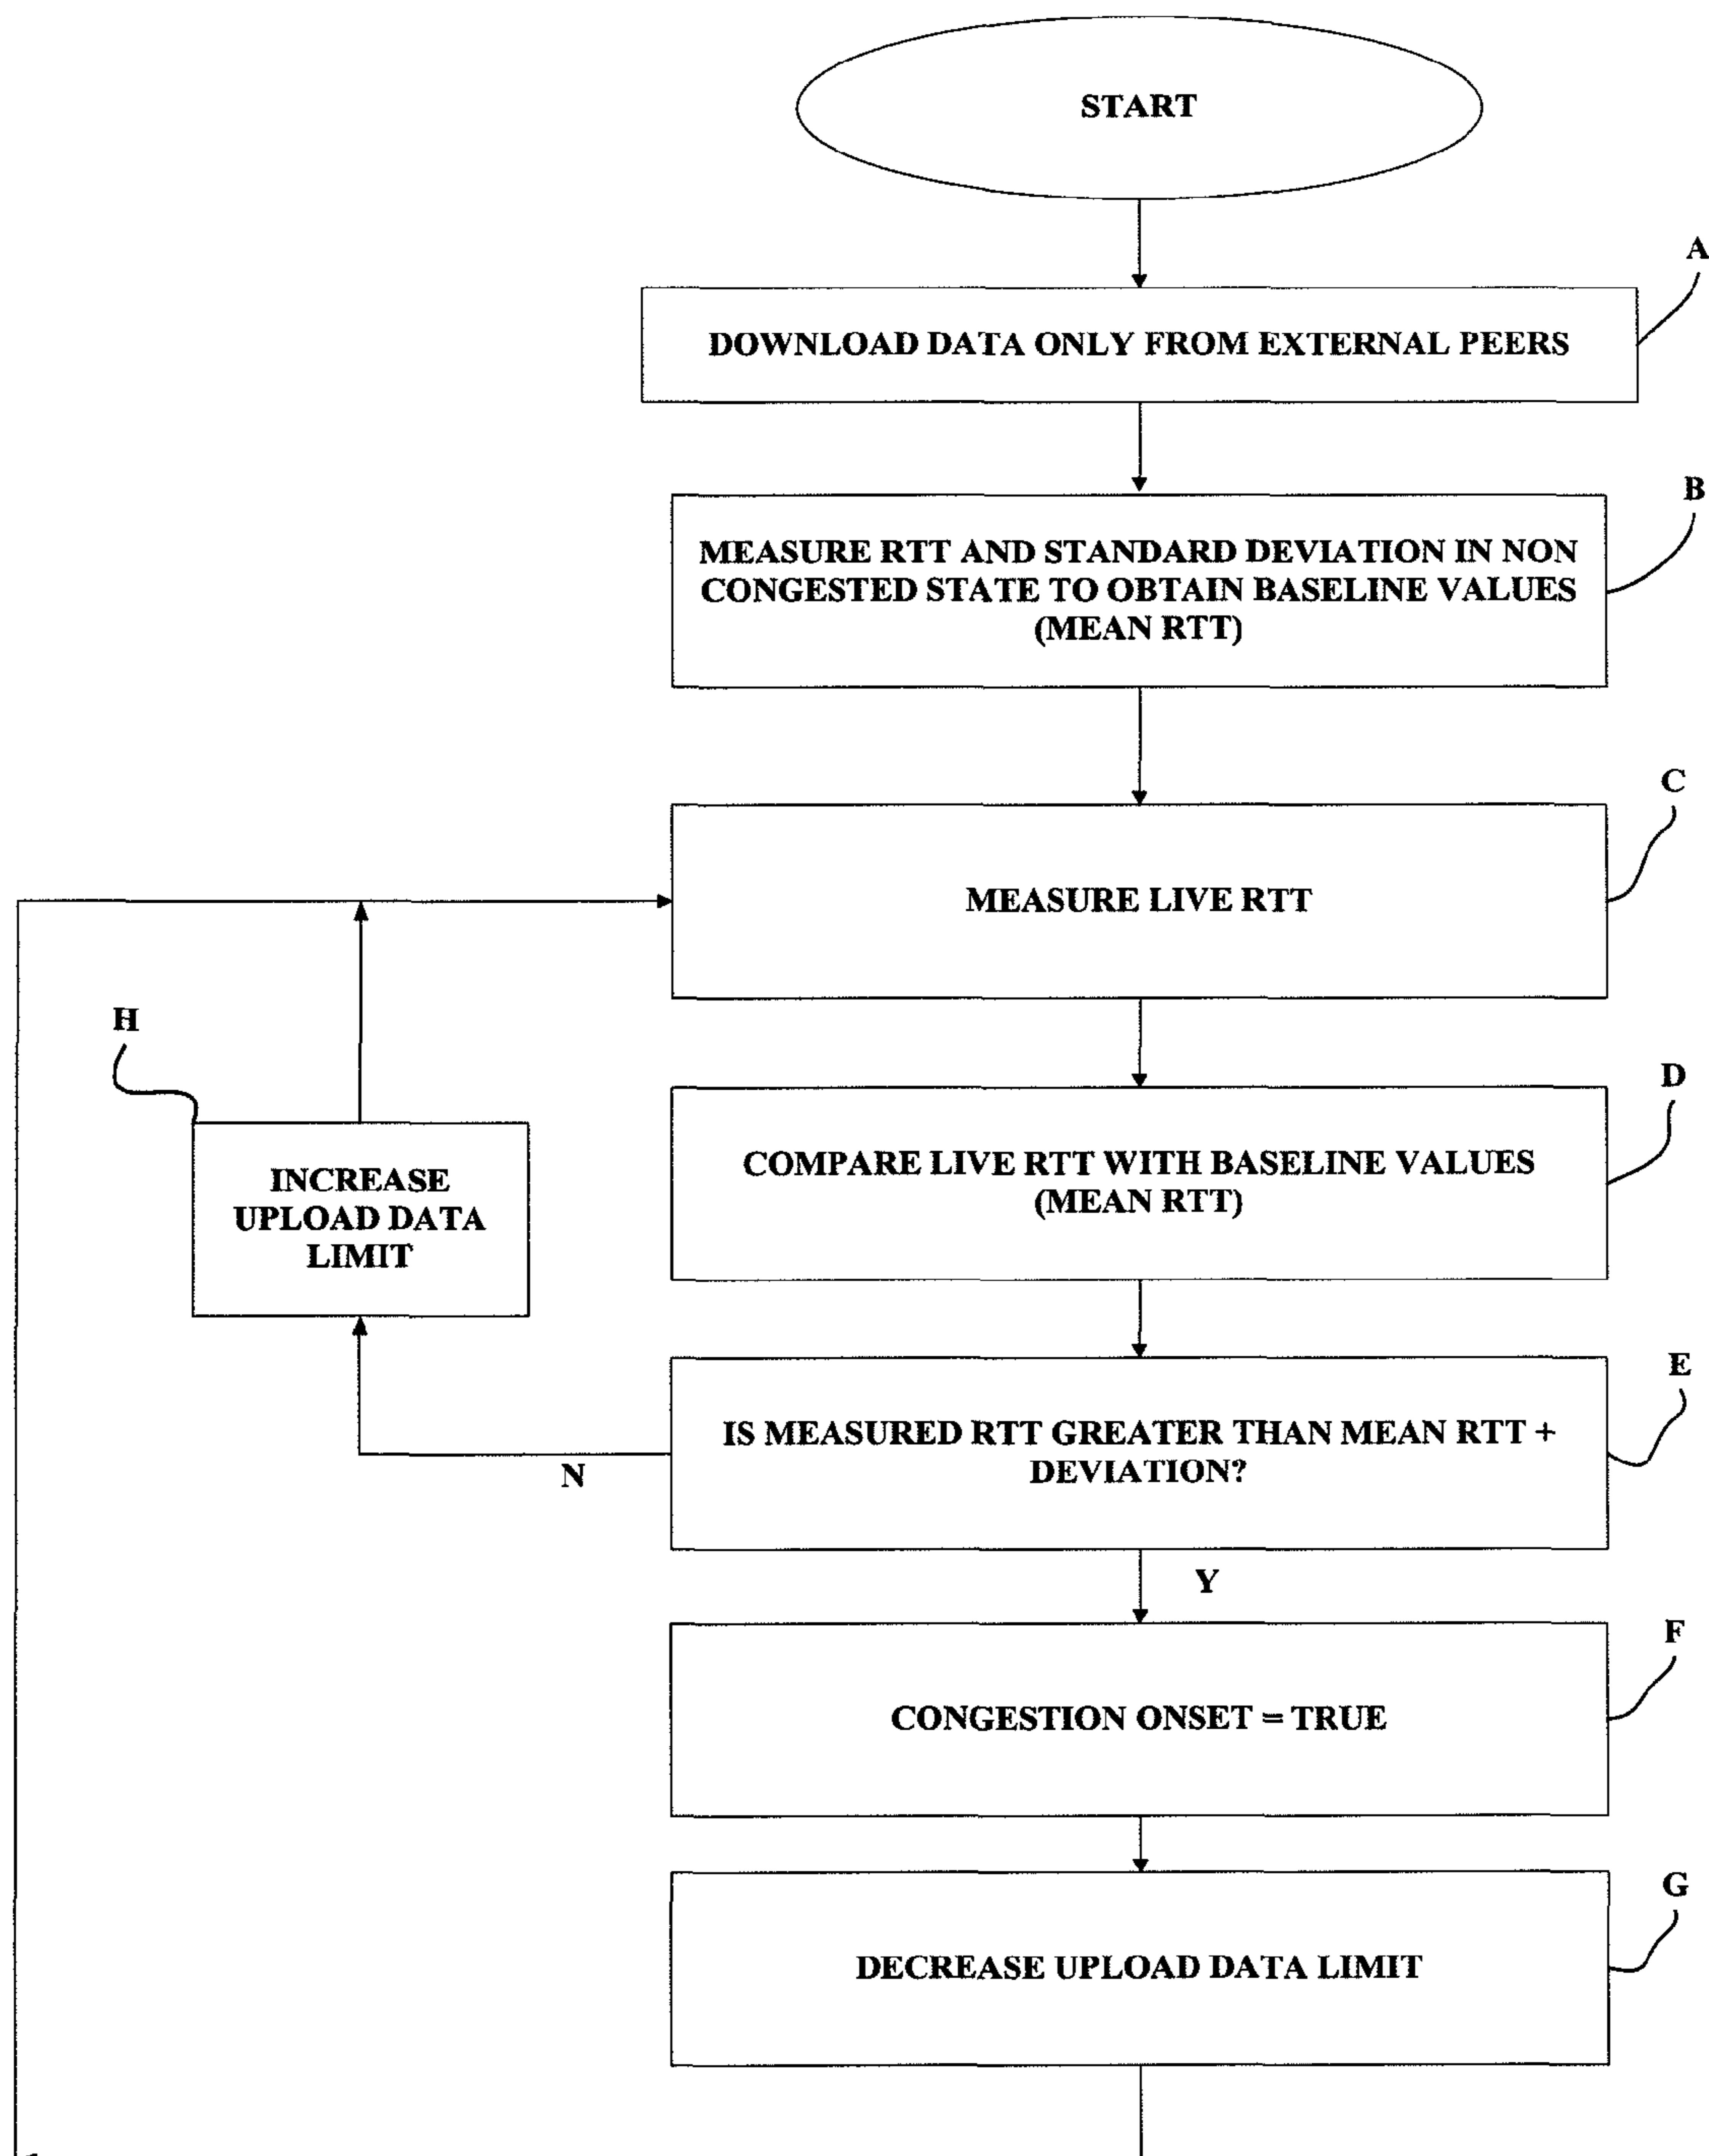 START
A
DOWNLOAD DATA ONLY FROM EXTERNAL PEERS
B
MEASURE RTT AND STANDARD DEVIATION IN NON
CONGESTED STATE TO OBTAIN BASELINE VALUES
(MEAN RTT)
C
MEASURE LIVE RTT
H
INCREASE
UPLOAD DATA
LIMIT
D
COMPARE LIVE RTT WITH BASELINE VALUES
(MEAN RTT)
E
IS MEASURED RTT GREATER THAN MEAN RTT +
DEVIATION?
N
Y
F
CONGESTION ONSET = TRUE
G
DECREASE UPLOAD DATA LIMIT